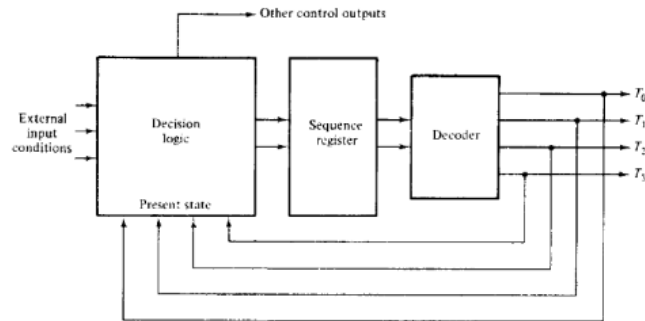 Other control outputs
External
input
conditions
Decision
logic
Present state
Sequence
register
Decoder
T0
T1
T2
T3